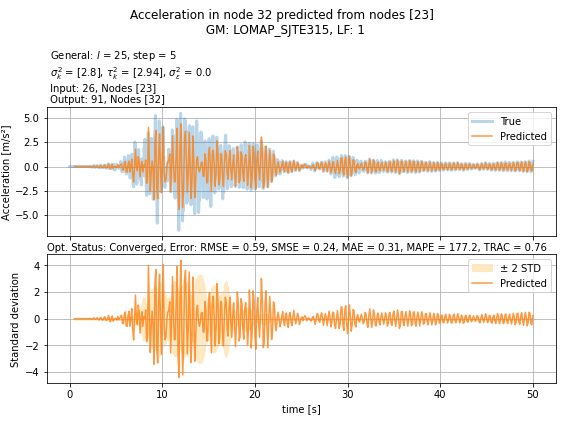 Acceleration in node 32 predicted from nodes [23]
GM: LOMAP_SJTE315, LF: 1
General: l = 25, step = 5
σ²ₖ = [2.8], τ²ₖ = [2.94], σ²ε = 0.0
Input: 26, Nodes [23]
Output: 91, Nodes [32]
Acceleration [m/s²]
5.0
2.5
0.0
−2.5
−5.0
True
Predicted
Opt. Status: Converged, Error: RMSE = 0.59, SMSE = 0.24, MAE = 0.31, MAPE = 177.2, TRAC = 0.76
Standard deviation
4
2
0
−2
−4
± 2 STD
Predicted
0 10 20 30 40 50
time [s]